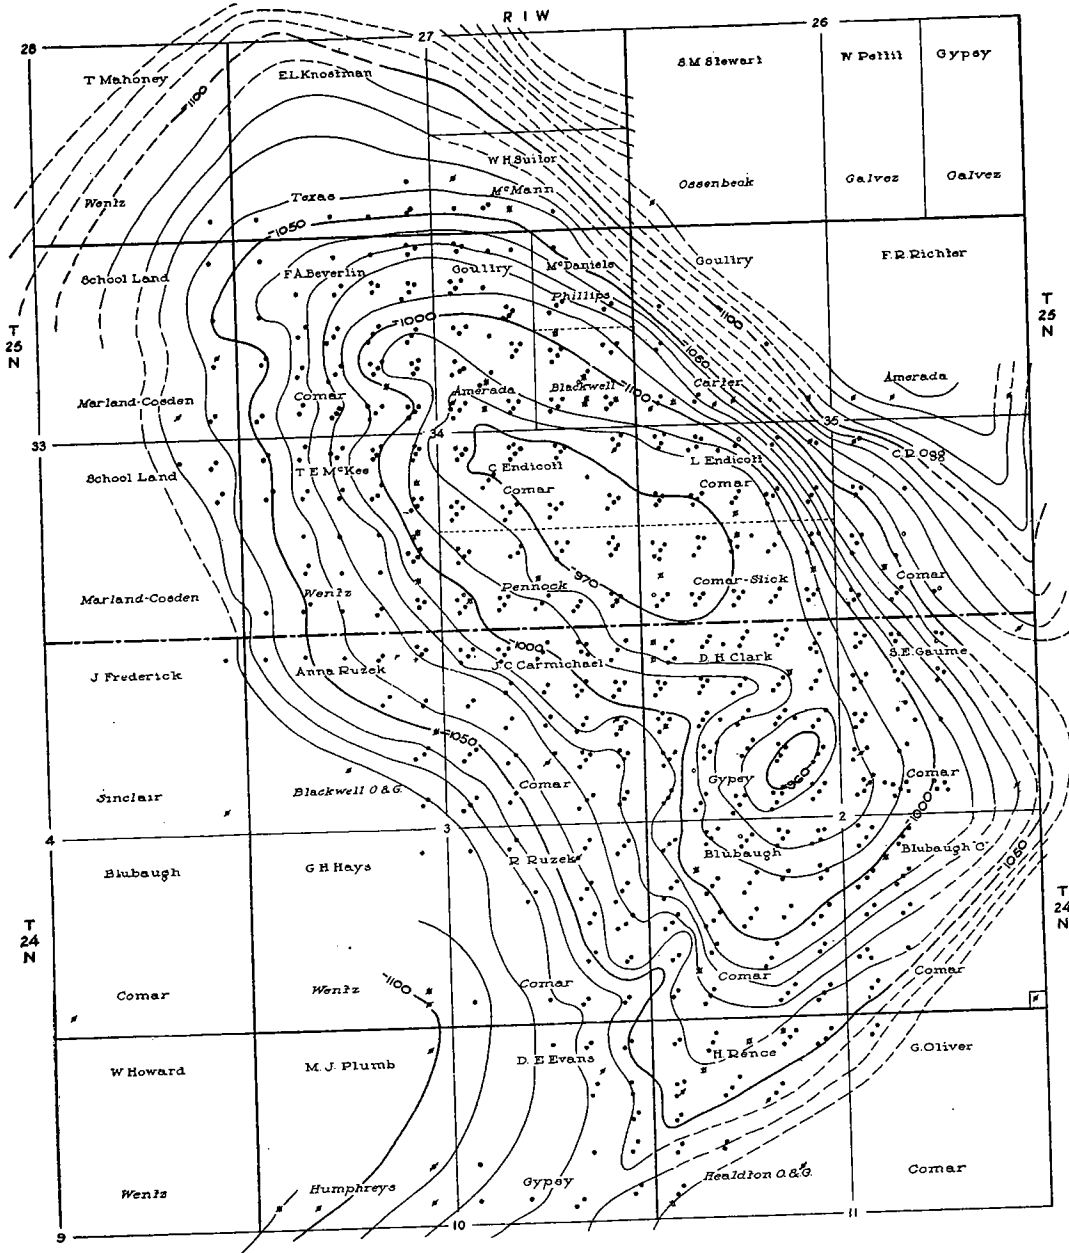 R I W
28
27
26
T Mahoney
E.L. Knostman
S.M Stewart
W Pettit
Gypsy
-1100
W.H Suitor
Wentz
Texas
McMann
Ossenbeck
Galvez
Galvez
-1050
School Land
F.A Beverlin
Goultry
McDaniels
Goultry
F.R. Richter
Phillips
T
25
N
T
25
N
-1000
-1100
-1050
Marland-Cosden
Comar
Amerada
Blackwell
-1100
Carter
Amerada
33
34
35
School Land
T E McKee
C Endicott
L Endicott
C.R. Ogg
Comar
Comar
-970
Marland-Cosden
Wentz
Pennock
Comar-Slick
Comar
-1000
J Frederick
Anna Ruzek
J.C Carmichael
D. H Clark
S.E. Gaume
-1050
Sinclair
Blackwell O & G.
Comar
Gypsy
-960
Comar
-1000
4
3
2
Blubaugh
G H Hays
R Ruzek
Blubaugh
Blubaugh "C"
-1050
T
24
N
T
24
N
Comar
Wentz
-1100
Comar
Comar
Comar
W Howard
M. J. Plumb
D. E Evans
H Rence
G. Oliver
Wentz
Humphreys
Gypsy
Healdton O. & G.
Comar
9
10
11